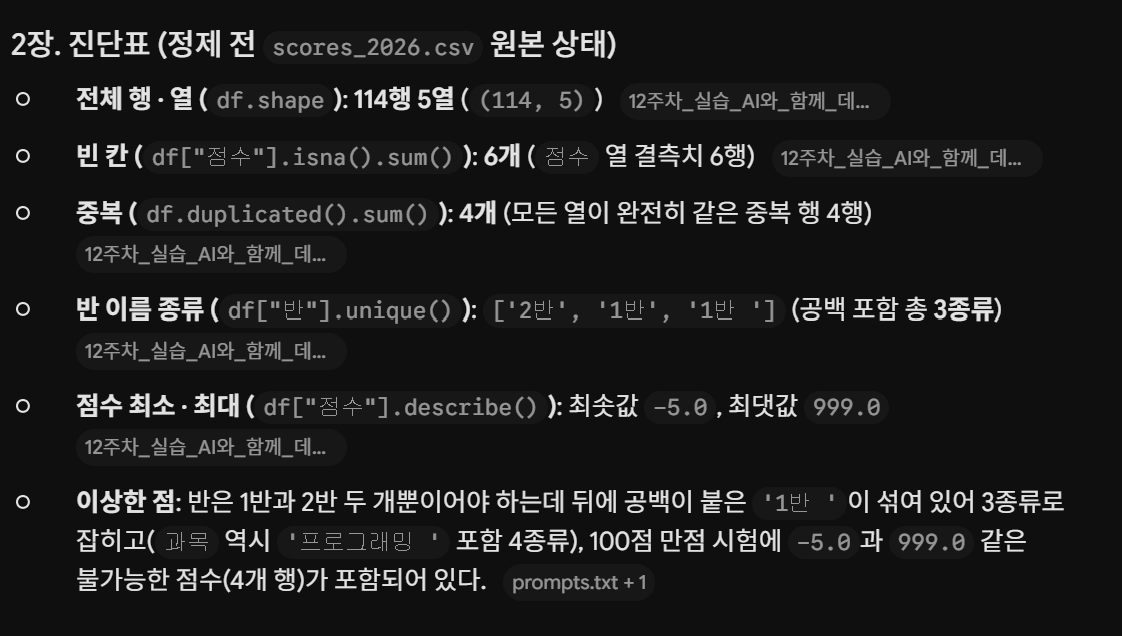 2장. 진단표 (정제 전 scores_2026.csv 원본 상태)
전체 행 · 열 ( df.shape ): 114행 5열 ( (114, 5) ) 12주차_실습_AI와_함께_데...
빈 칸 ( df["점수"].isna().sum() ): 6개 ( 점수 열 결측치 6행) 12주차_실습_AI와_함께_데...
중복 ( df.duplicated().sum() ): 4개 (모든 열이 완전히 같은 중복 행 4행)
12주차_실습_AI와_함께_데...
반 이름 종류 ( df["반"].unique() ): ['2반', '1반', '1반 '] (공백 포함 총 3종류)
12주차_실습_AI와_함께_데...
점수 최소 · 최대 ( df["점수"].describe() ): 최솟값 -5.0 , 최댓값 999.0
12주차_실습_AI와_함께_데...
이상한 점: 반은 1반과 2반 두 개뿐이어야 하는데 뒤에 공백이 붙은 '1반 ' 이 섞여 있어 3종류로
잡히고( 과목 역시 '프로그래밍 ' 포함 4종류), 100점 만점 시험에 -5.0 과 999.0 같은
불가능한 점수(4개 행)가 포함되어 있다. prompts.txt + 1